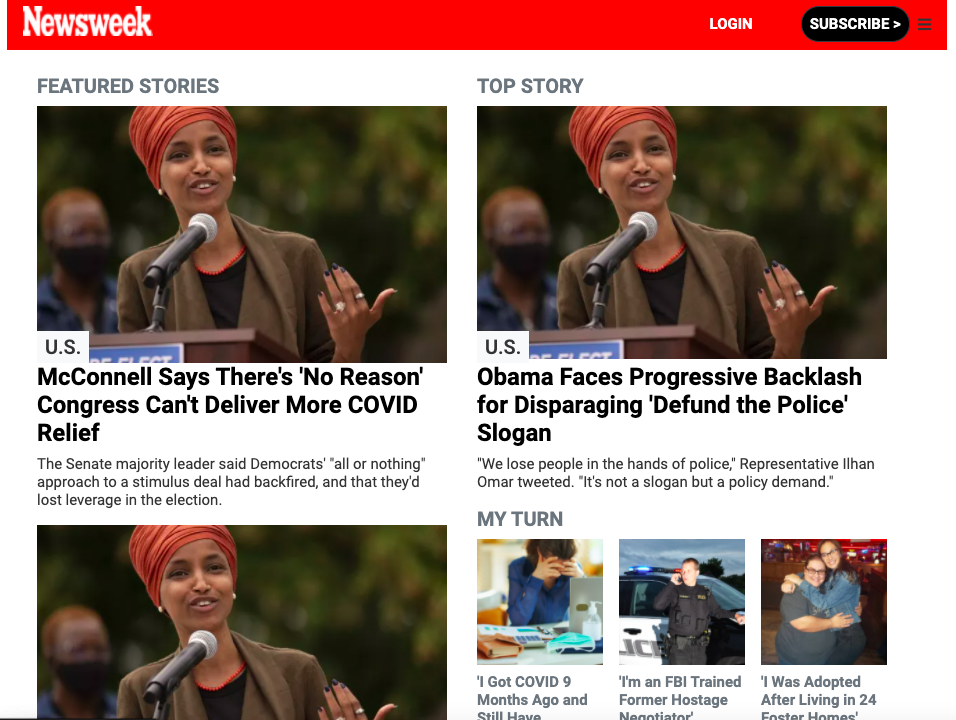 Newsweek
LOGIN
SUBSCRIBE >
FEATURED STORIES
U.S.
McConnell Says There's 'No Reason'
Congress Can't Deliver More COVID
Relief
The Senate majority leader said Democrats' "all or nothing"
approach to a stimulus deal had backfired, and that they'd
lost leverage in the election.
TOP STORY
U.S.
Obama Faces Progressive Backlash
for Disparaging 'Defund the Police'
Slogan
"We lose people in the hands of police," Representative Ilhan
Omar tweeted. "It's not a slogan but a policy demand."
MY TURN
'I Got COVID 9
Months Ago and
Still Have
'I'm an FBI Trained
Former Hostage
Negotiator'
'I Was Adopted
After Living in 24
Foster Homes'